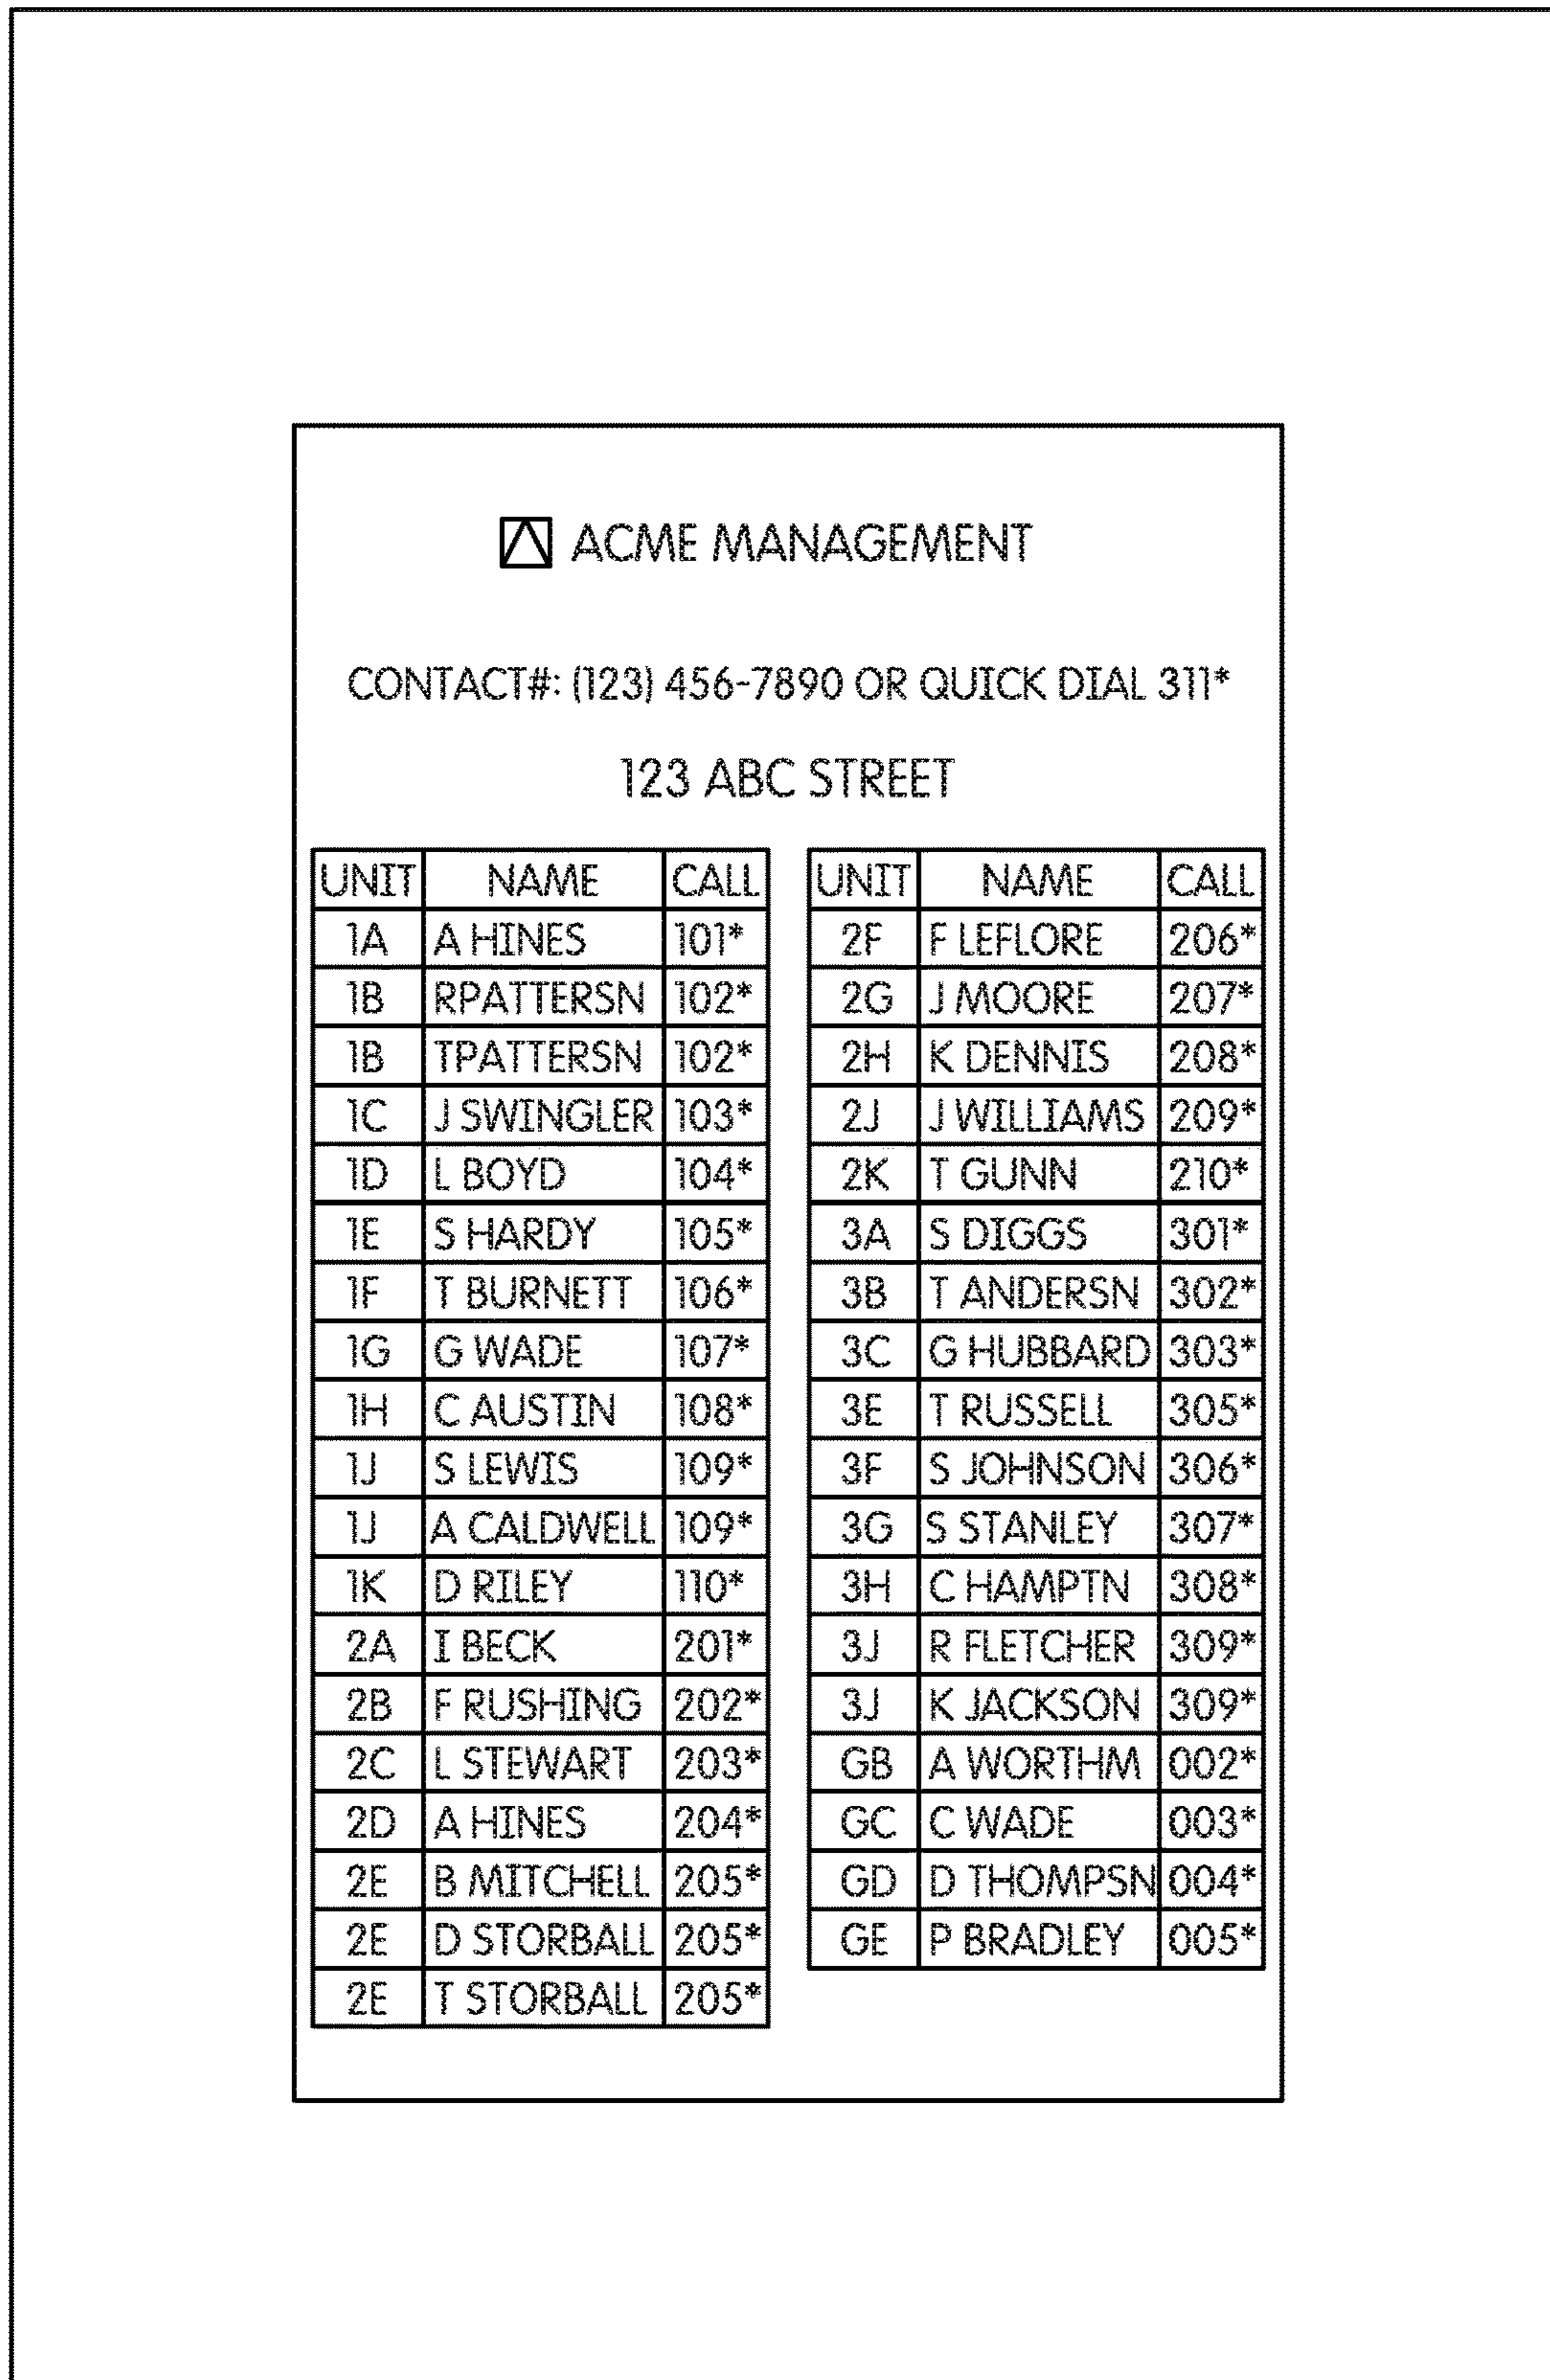 ACME MANAGEMENT
CONTACT#: (123) 456-7890 OR QUICK DIAL 311*
123 ABC STREET
UNIT NAME CALL
1A A HINES 101*
1B RPATTERSN 102*
1B TPATTERSN 102*
1C J SWINGLER 103*
1D L BOYD 104*
1E S HARDY 105*
1F T BURNETT 106*
1G G WADE 107*
1H C AUSTIN 108*
1J S LEWIS 109*
1J A CALDWELL 109*
1K D RILEY 110*
2A I BECK 201*
2B F RUSHING 202*
2C L STEWART 203*
2D A HINES 204*
2E B MITCHELL 205*
2E D STORBALL 205*
2E T STORBALL 205*
UNIT NAME CALL
2F F LEFLORE 206*
2G J MOORE 207*
2H K DENNIS 208*
2J J WILLIAMS 209*
2K T GUNN 210*
3A S DIGGS 301*
3B T ANDERSN 302*
3C G HUBBARD 303*
3E T RUSSELL 305*
3F S JOHNSON 306*
3G S STANLEY 307*
3H C HAMPTN 308*
3J R FLETCHER 309*
3J K JACKSON 309*
GB A WORTHM 002*
GC C WADE 003*
GD D THOMPSN 004*
GE P BRADLEY 005*